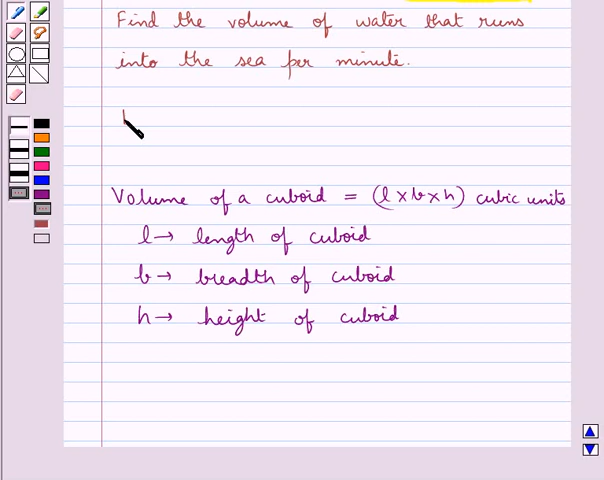 Find the volume of water that runs
into the sea per minute.
Volume of a cuboid = (l × b × h) cubic units
l → length of cuboid
b → breadth of cuboid
h → height of cuboid